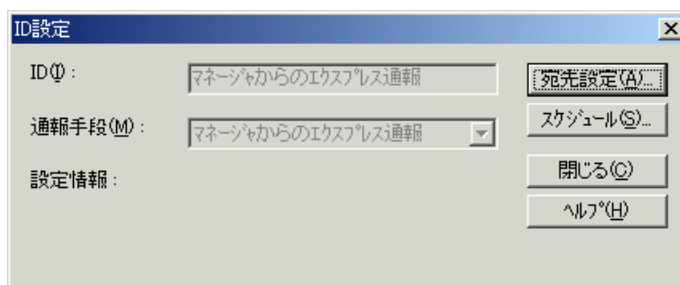 ID設定
ID(I) : マネージャからのエクスプレス通報
宛先設定(A)...
通報手段(M) : マネージャからのエクスプレス通報
スケジュール(S)...
設定情報 :
閉じる(C)
ヘルプ(H)